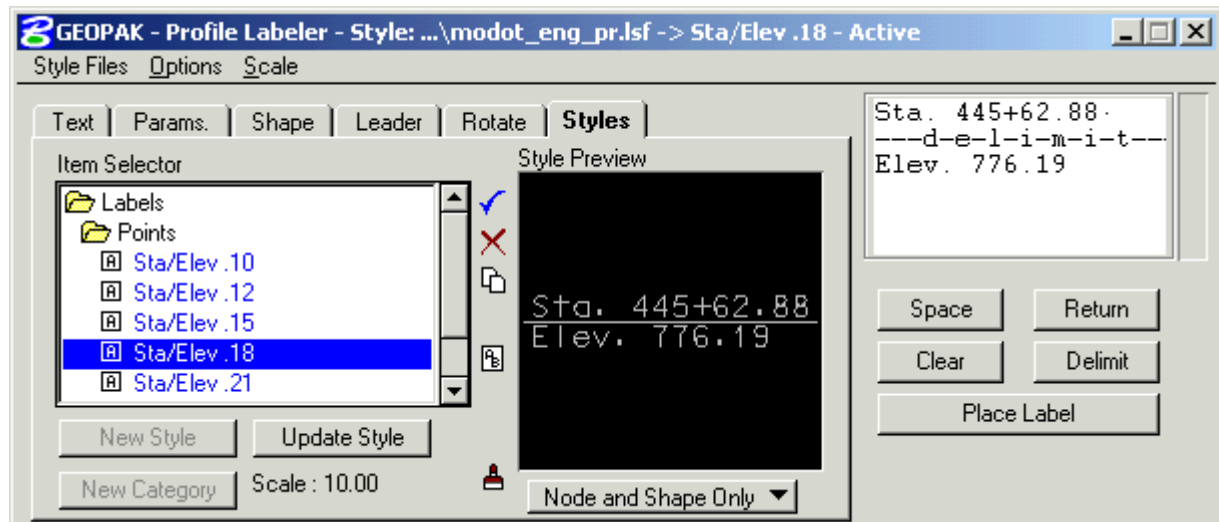 GEOPAK - Profile Labeler - Style: ...\modot_eng_pr.lsf -> Sta/Elev .18 - Active
Style Files Options Scale
Text Params. Shape Leader Rotate Styles
Item Selector
Labels
Points
Sta/Elev .10
Sta/Elev .12
Sta/Elev .15
Sta/Elev .18
Sta/Elev .21
New Style Update Style
New Category Scale : 10.00
Style Preview
Sta. 445+62.88
Elev. 776.19
Node and Shape Only
Sta. 445+62.88·
---d-e-l-i-m-i-t---
Elev. 776.19
Space Return
Clear Delimit
Place Label